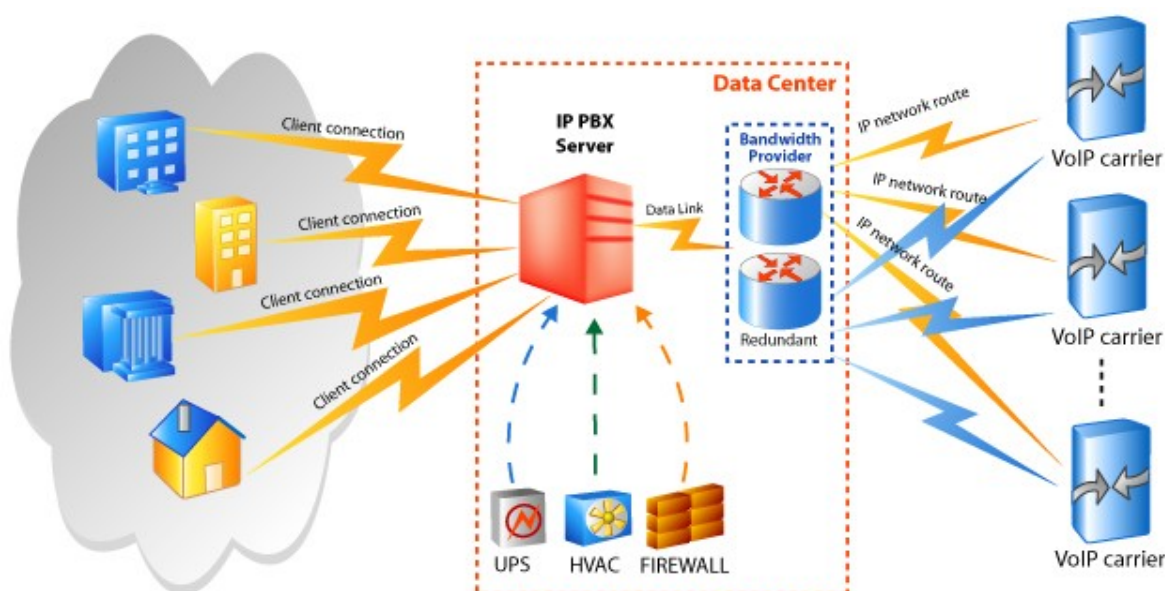 Data Center
IP PBX
Server
Bandwidth
Provider
Redundant
Data Link
Client connection
Client connection
Client connection
Client connection
IP network route
IP network route
IP network route
VoIP carrier
VoIP carrier
VoIP carrier
UPS
HVAC
FIREWALL